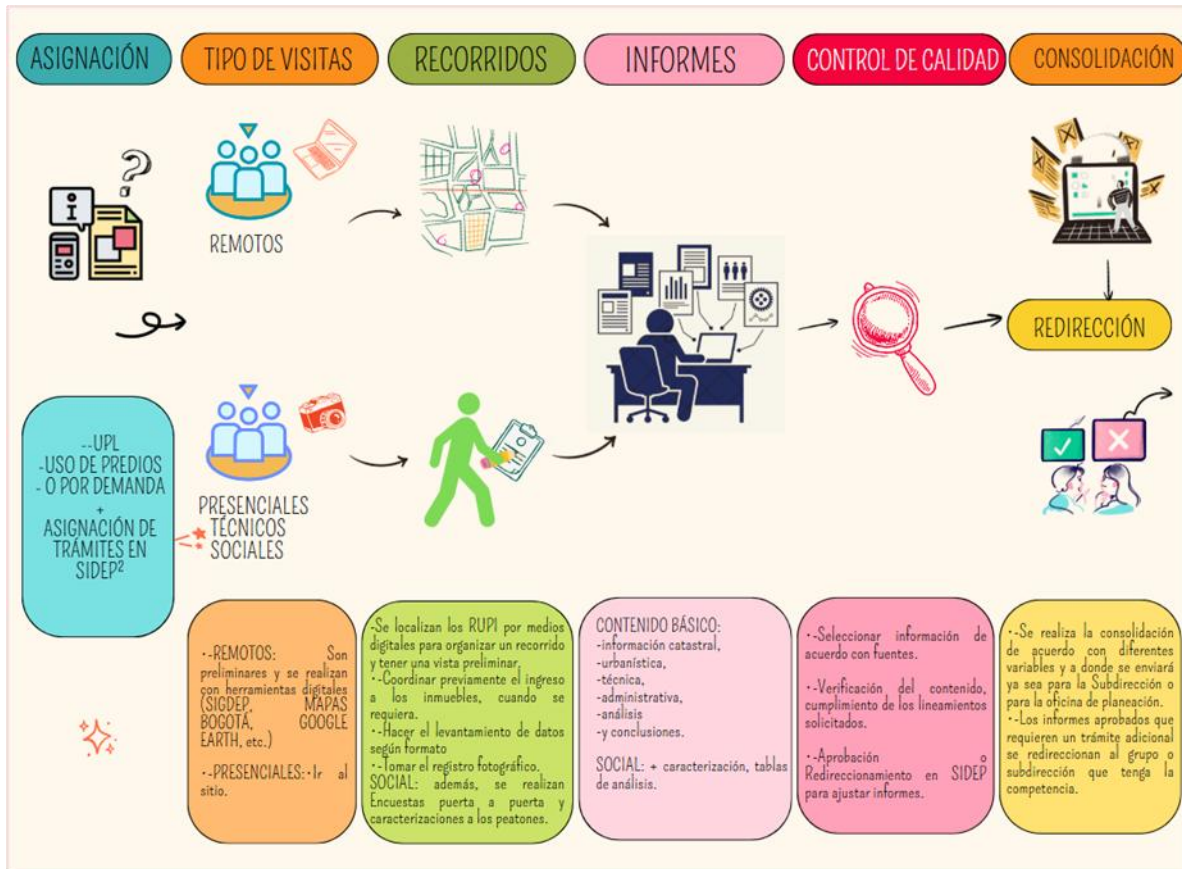 ASIGNACIÓN
TIPO DE VISITAS
RECORRIDOS
INFORMES
CONTROL DE CALIDAD
CONSOLIDACIÓN
REMOTOS
REDIRECCIÓN
--UPL
-USO DE PREDIOS
- O POR DEMANDA
+
ASIGNACIÓN DE
TRÁMITES EN
SIDEP²
PRESENCIALES
TÉCNICOS
SOCIALES
•-REMOTOS: Son
preliminares y se realizan
con herramientas digitales
(SIGDEP, MAPAS
BOGOTÁ, GOOGLE
EARTH, etc.)
•-PRESENCIALES:•Ir al
sitio.
-Se localizan los RUPI por medios
digitales para organizar un recorrido
y tener una vista preliminar,
•-Coordinar previamente el ingreso
a los inmuebles, cuando se
requiera.
•-Hacer el levantamiento de datos
según formato
•-Tomar el registro fotográfico.
SOCIAL: además, se realizan
Encuestas puerta a puerta y
caracterizaciones a los peatones.
CONTENIDO BÁSICO:
-información catastral,
-urbanística,
-técnica,
-administrativa,
-análisis
-y conclusiones.
SOCIAL: + caracterización, tablas
de análisis.
•-Seleccionar información de
acuerdo con fuentes.
•-Verificación del contenido,
cumplimiento de los lineamientos
solicitados.
•-Aprobación o
Redireccionamiento en SIDEP
para ajustar informes.
•-Se realiza la consolidación
de acuerdo con diferentes
variables y a donde se enviará
ya sea para la Subdirección o
para la oficina de planeación.
•-Los informes aprobados que
requieren un trámite adicional
se redireccionan al grupo o
subdirección que tenga la
competencia.